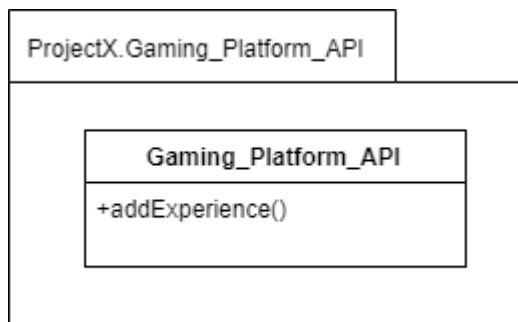 ProjectX.Gaming_Platform_API
Gaming_Platform_API
+addExperience()